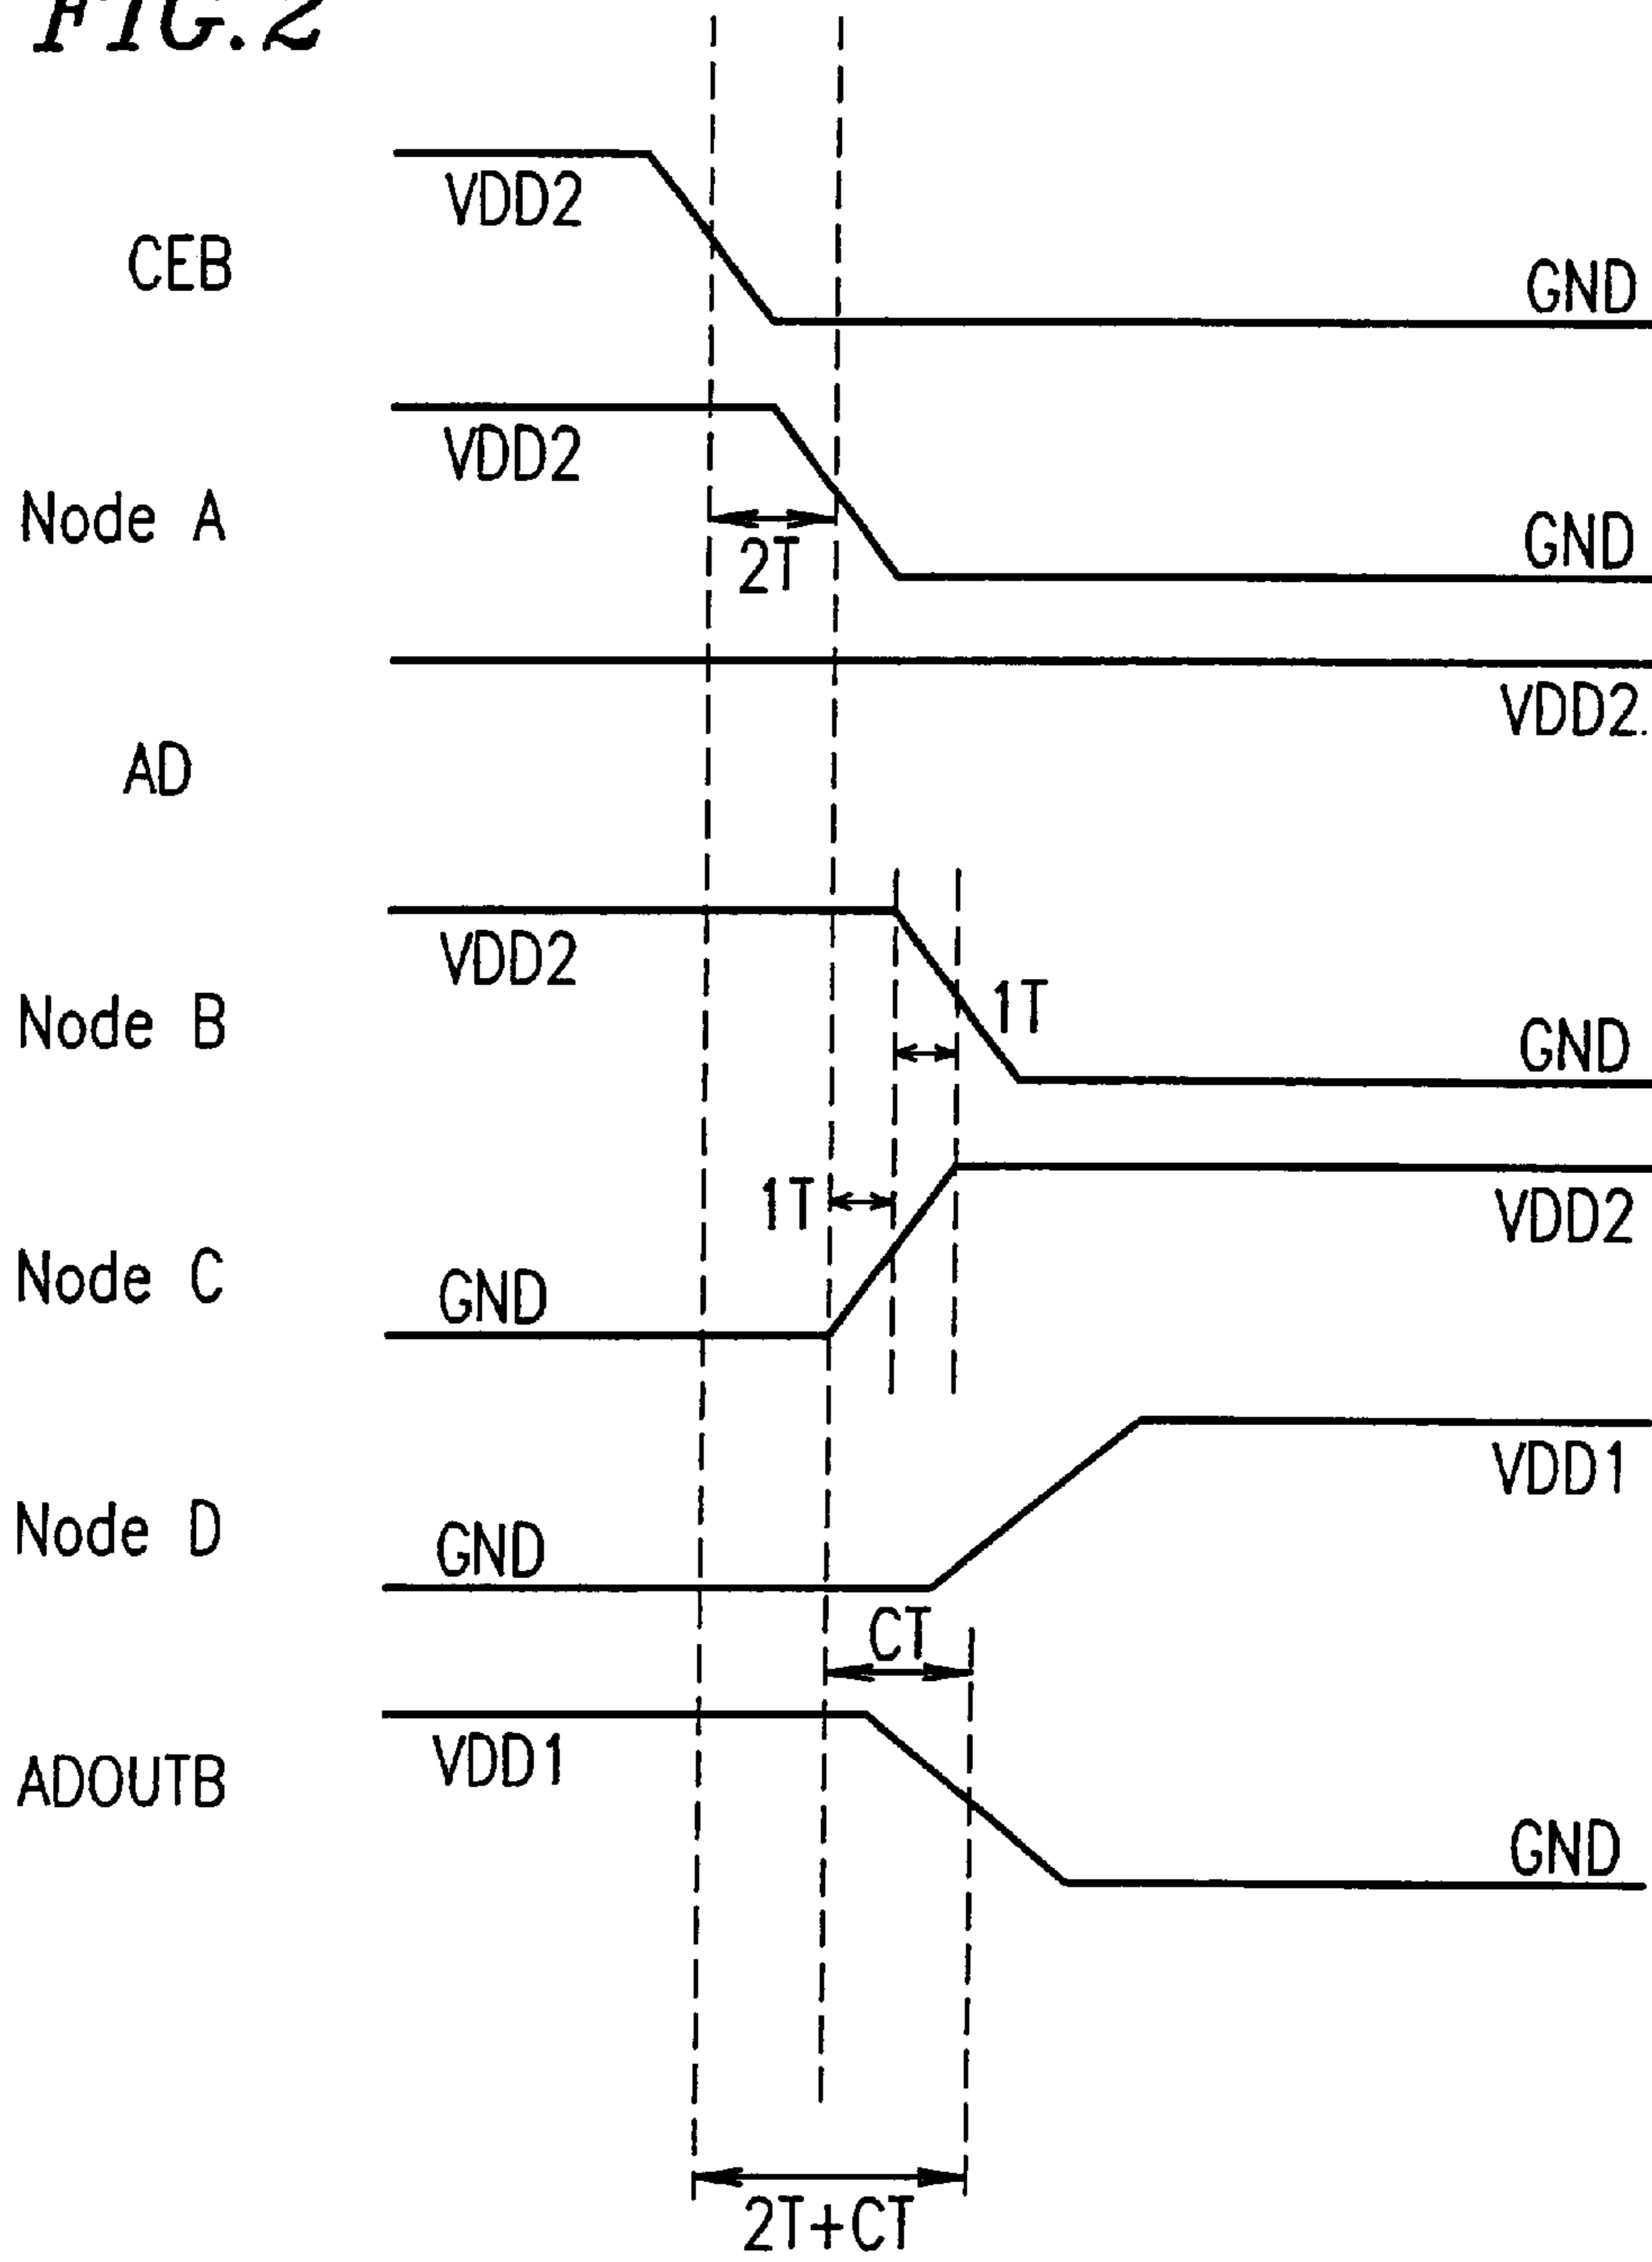 FIG.2
VDD2
CEB
GND
VDD2
Node A
GND
2T
VDD2.
AD
VDD2
1T
Node B
GND
1T
VDD2
Node C
GND
VDD1
Node D
GND
CT
VDD1
ADOUTB
GND
2T+CT